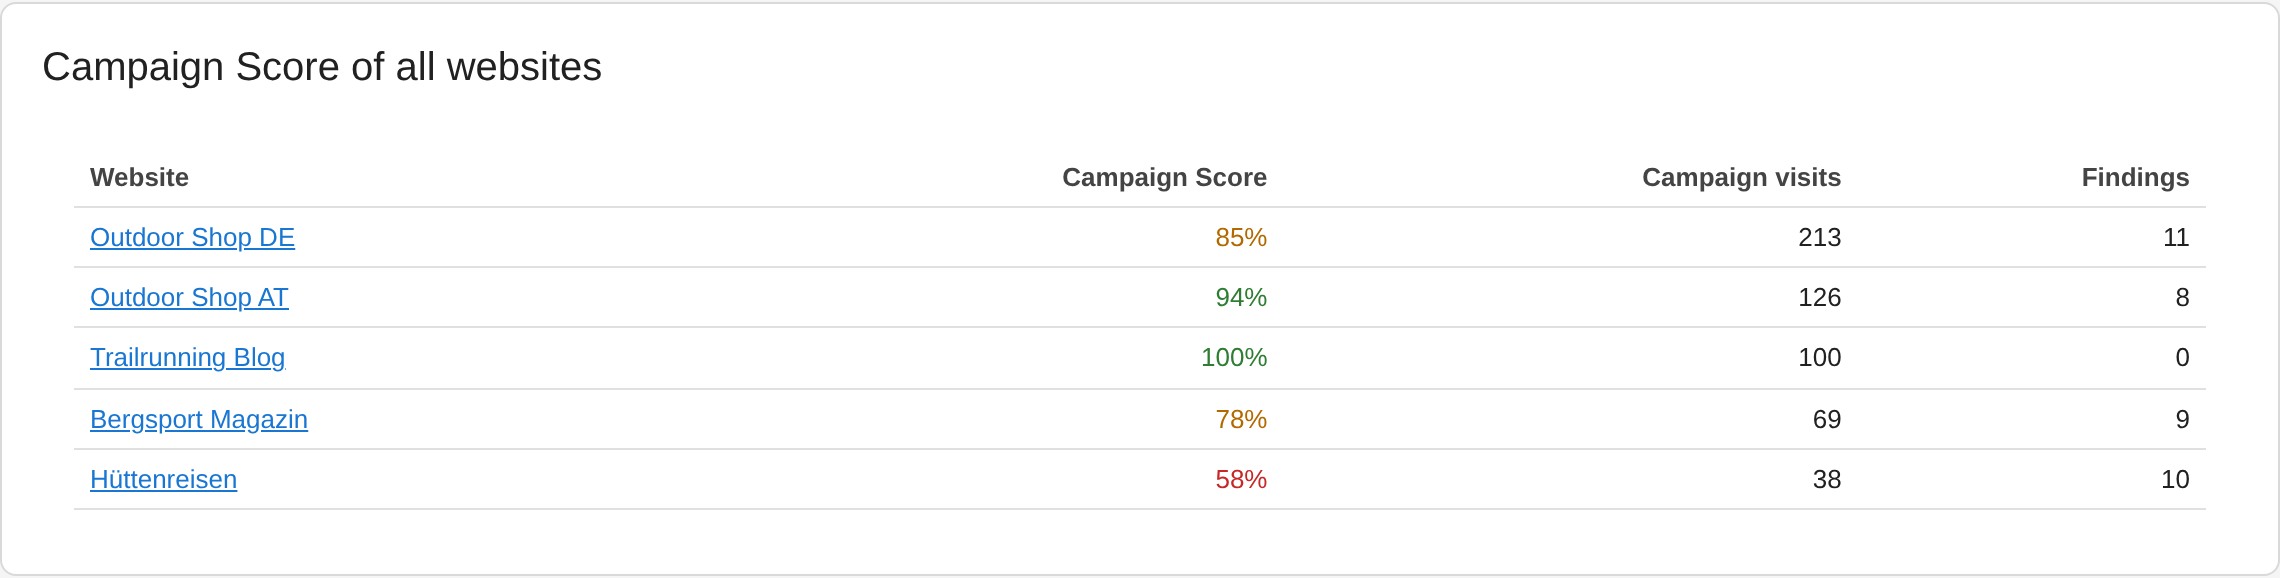 Campaign Score of all websites
Website Campaign Score Campaign visits Findings
Outdoor Shop DE 85% 213 11
Outdoor Shop AT 94% 126 8
Trailrunning Blog 100% 100 0
Bergsport Magazin 78% 69 9
Hüttenreisen 58% 38 10